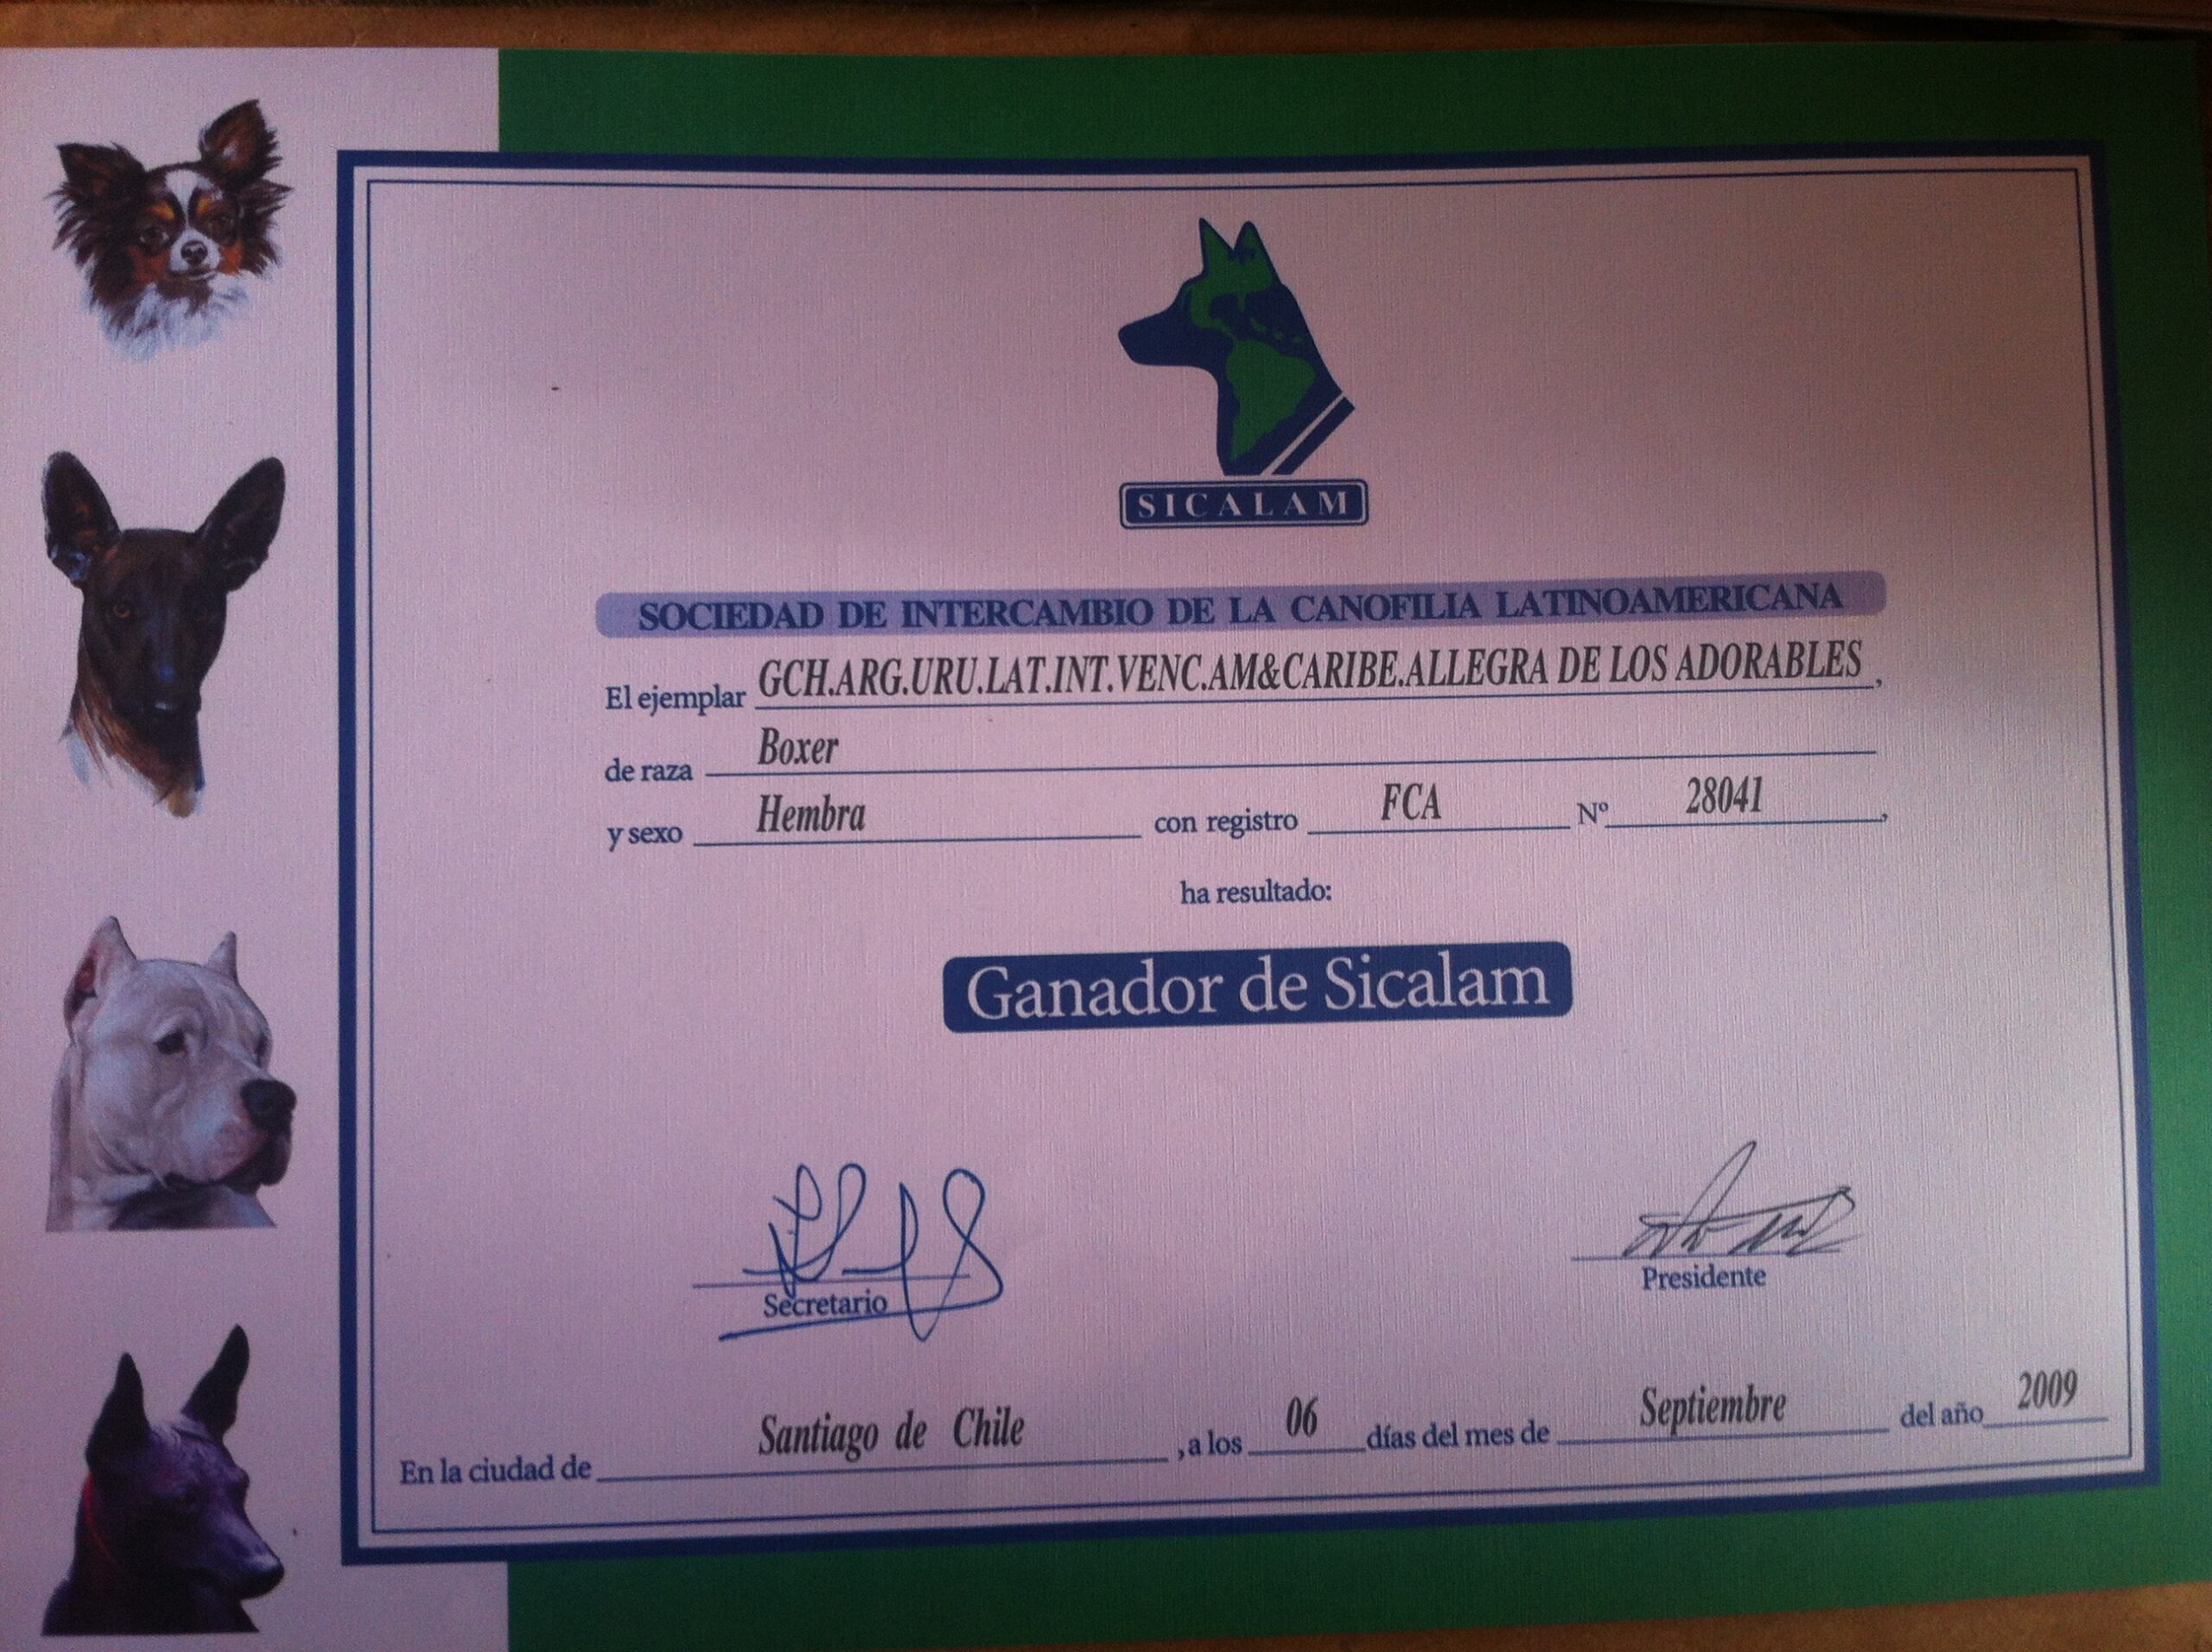 SICALAM
SOCIEDAD DE INTERCAMBIO DE LA CANOFILIA LATINOAMERICANA
El ejemplar GCH.ARG.URU.LAT.INT.VENC.AM&CARIBE.ALLEGRA DE LOS ADORABLES,
de raza Boxer
y sexo Hembra con registro FCA Nº 28041,
ha resultado:
Ganador de Sicalam
Secretario Presidente
En la ciudad de Santiago de Chile, a los 06 días del mes de Septiembre del año 2009